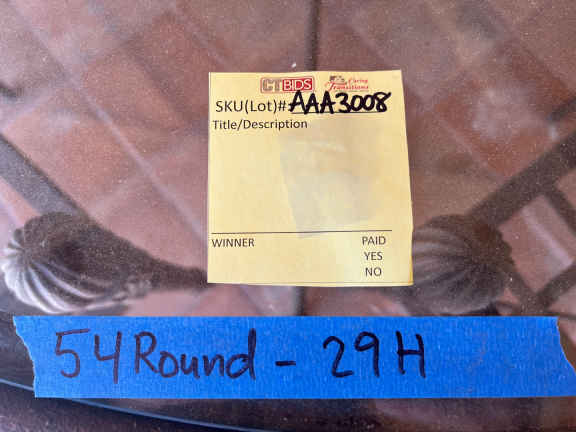 CTBIDS Caring Transitions
SKU(Lot)# AAA3008
Title/Description
WINNER PAID
YES
NO
54 Round - 29H